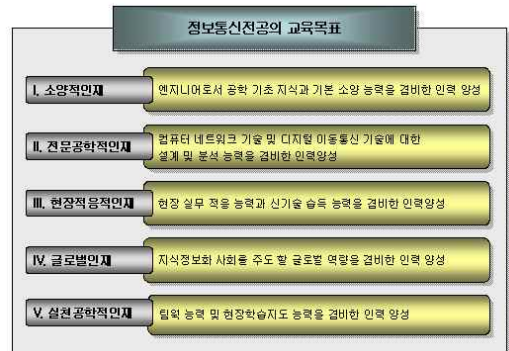 정보통신전공의 교육목표
I. 소양적인재
엔지니어로서 공학 기초 지식과 기본 소양 능력을 겸비한 인력 양성
II. 전문공학적인재
컴퓨터 네트워크 기술 및 디지털 이동통신 기술에 대한
설계 및 분석 능력을 겸비한 인력양성
III. 현장적응적인재
현장 실무 적응 능력과 신기술 습득 능력을 겸비한 인력양성
IV. 글로벌인재
지식정보화 사회를 주도 할 글로벌 역량을 겸비한 인력 양성
V. 실천공학적인재
팀웍 능력 및 현장학습지도 능력을 겸비한 인력 양성